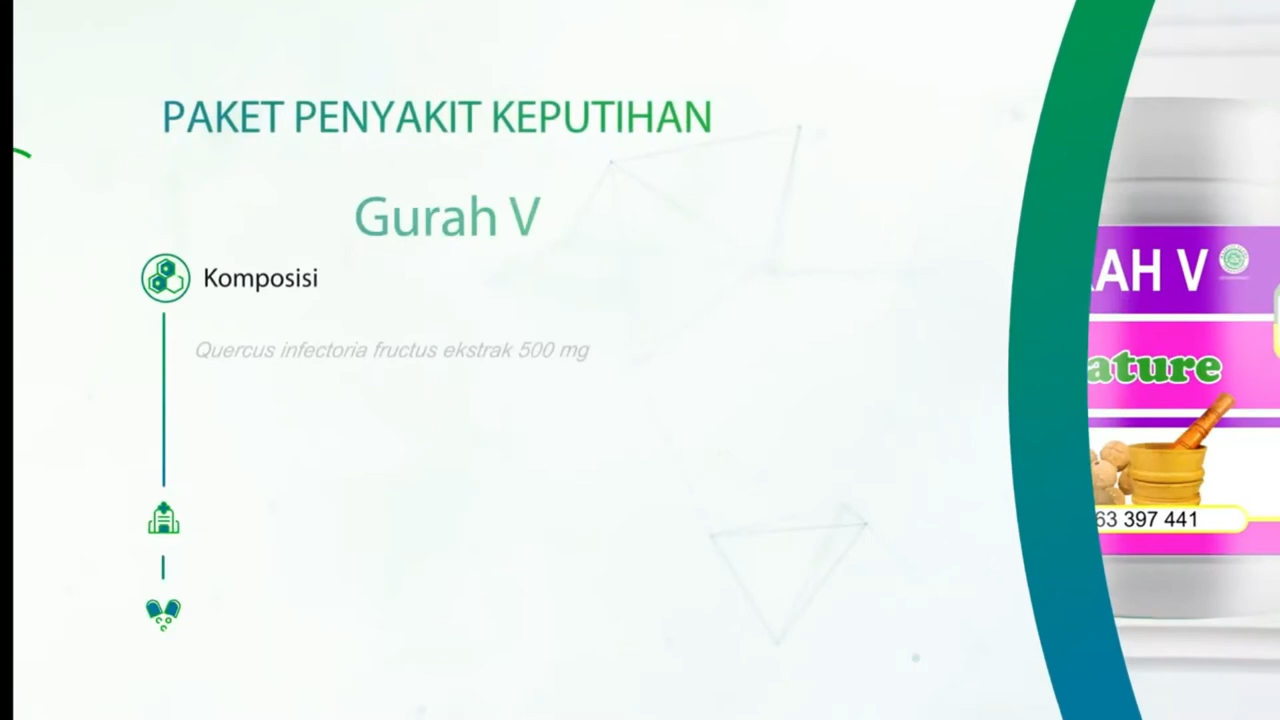 PAKET PENYAKIT KEPUTIHAN
Gurah V
Komposisi
Quercus infectoria fructus ekstrak 500 mg
AH V
ature
63 397 441